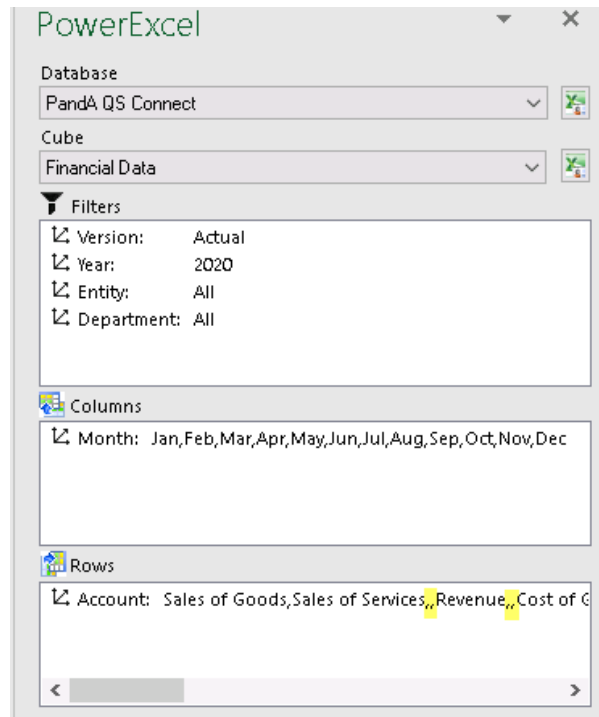 PowerExcel
Database
PandA QS Connect
Cube
Financial Data
Filters
Version: Actual
Year: 2020
Entity: All
Department: All
Columns
Month: Jan,Feb,Mar,Apr,May,Jun,Jul,Aug,Sep,Oct,Nov,Dec
Rows
Account: Sales of Goods,Sales of Services,,Revenue,,Cost of